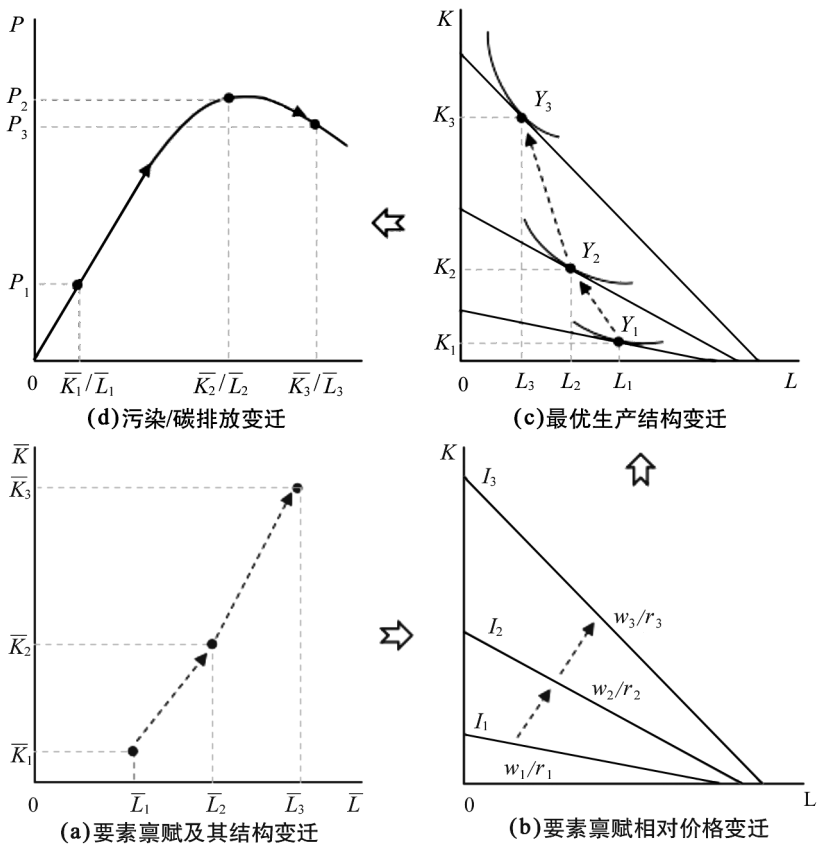 P
P₂
P₃
P₁
0
K̅₁/L̅₁
K̅₂/L̅₂
K̅₃/L̅₃
(d)污染/碳排放变迁
K
Y₃
K₃
Y₂
K₂
Y₁
K₁
0
L₃
L₂
L₁
L
(c)最优生产结构变迁
K̅
K̅₃
K̅₂
K̅₁
0
L̅₁
L̅₂
L̅₃
L̅
(a)要素禀赋及其结构变迁
K
I₃
w₃/r₃
I₂
w₂/r₂
I₁
w₁/r₁
0
L
(b)要素禀赋相对价格变迁